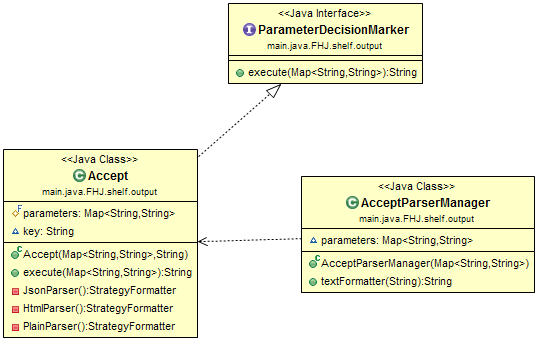 <<Java Interface>>
ParameterDecisionMarker
main.java.FHJ.shelf.output
execute(Map<String,String>):String
<<Java Class>>
Accept
main.java.FHJ.shelf.output
parameters: Map<String,String>
key: String
Accept(Map<String,String>,String)
execute(Map<String,String>):String
JsonParser():StrategyFormatter
HtmlParser():StrategyFormatter
PlainParser():StrategyFormatter
<<Java Class>>
AcceptParserManager
main.java.FHJ.shelf.output
parameters: Map<String,String>
AcceptParserManager(Map<String,String>)
textFormatter(String):String